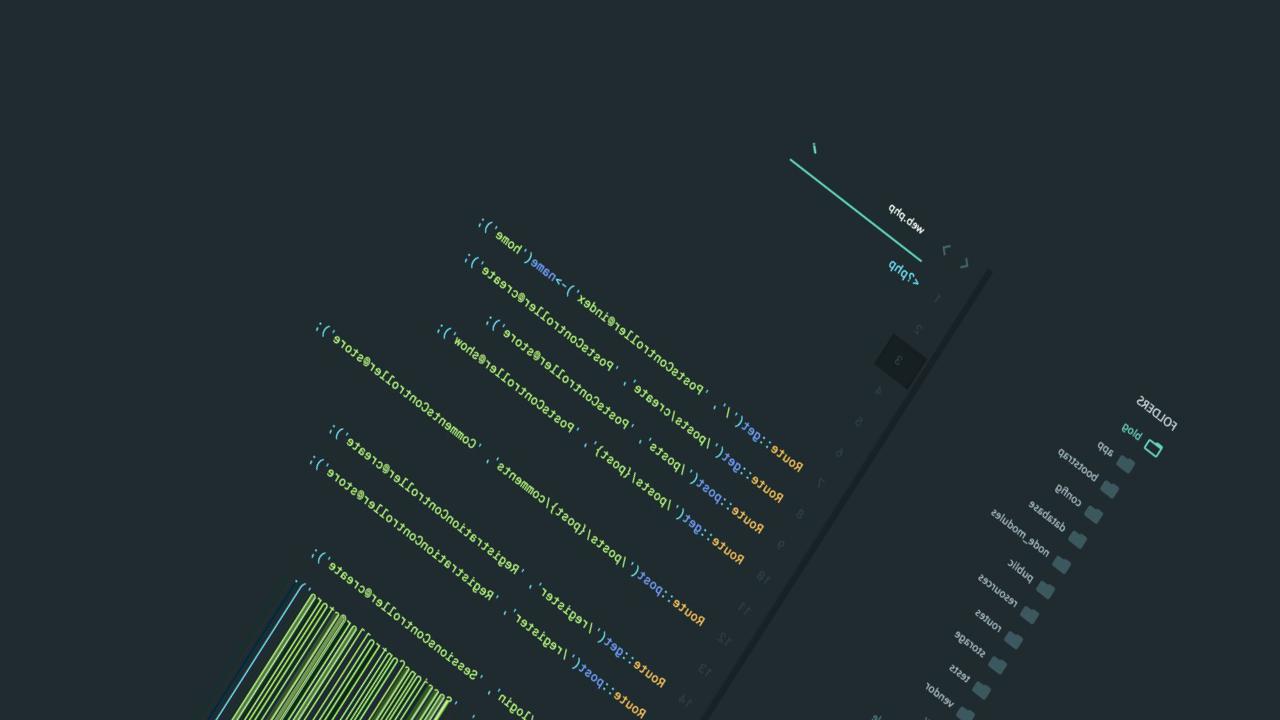 web.php
<?php
1
2
3
4
5
6
7
8
9
10
11
12
13
14
Route::get('/', 'PostsController@index')->name('home');
Route::get('/posts/create', 'PostsController@create');
Route::post('/posts', 'PostsController@store');
Route::get('/posts/{post}', 'PostsController@show');
Route::post('/posts/{post}/comments', 'CommentsController@store');
Route::get('/register', 'RegistrationController@create');
Route::post('/register', 'RegistrationController@store');
login', 'SessionsController@create');
FOLDERS
blog
app
bootstrap
config
database
node_modules
public
resources
routes
storage
tests
vendor